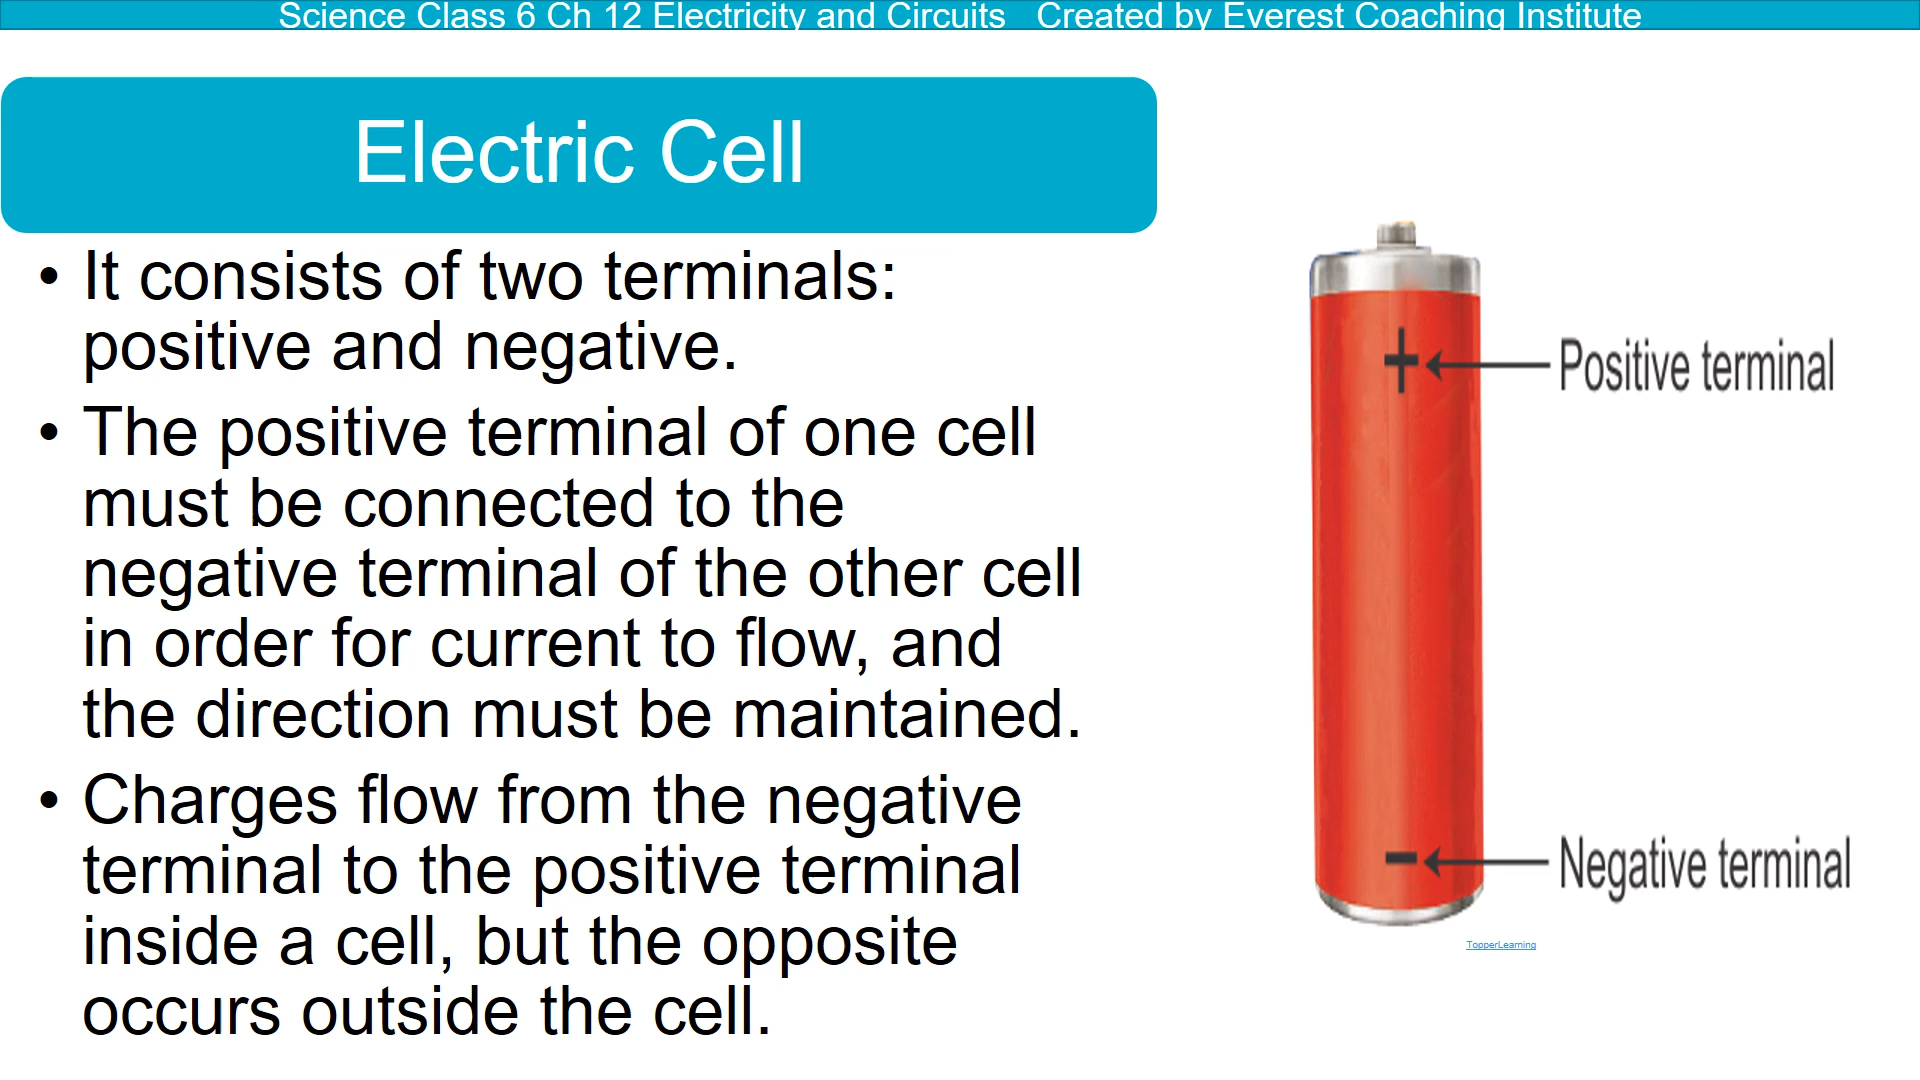 Science Class 6 Ch 12 Electricity and Circuits   Created by Everest Coaching Institute
Electric Cell
• It consists of two terminals:
positive and negative.
• The positive terminal of one cell
must be connected to the
negative terminal of the other cell
in order for current to flow, and
the direction must be maintained.
• Charges flow from the negative
terminal to the positive terminal
inside a cell, but the opposite
occurs outside the cell.
+
Positive terminal
-
Negative terminal
TopperLearning